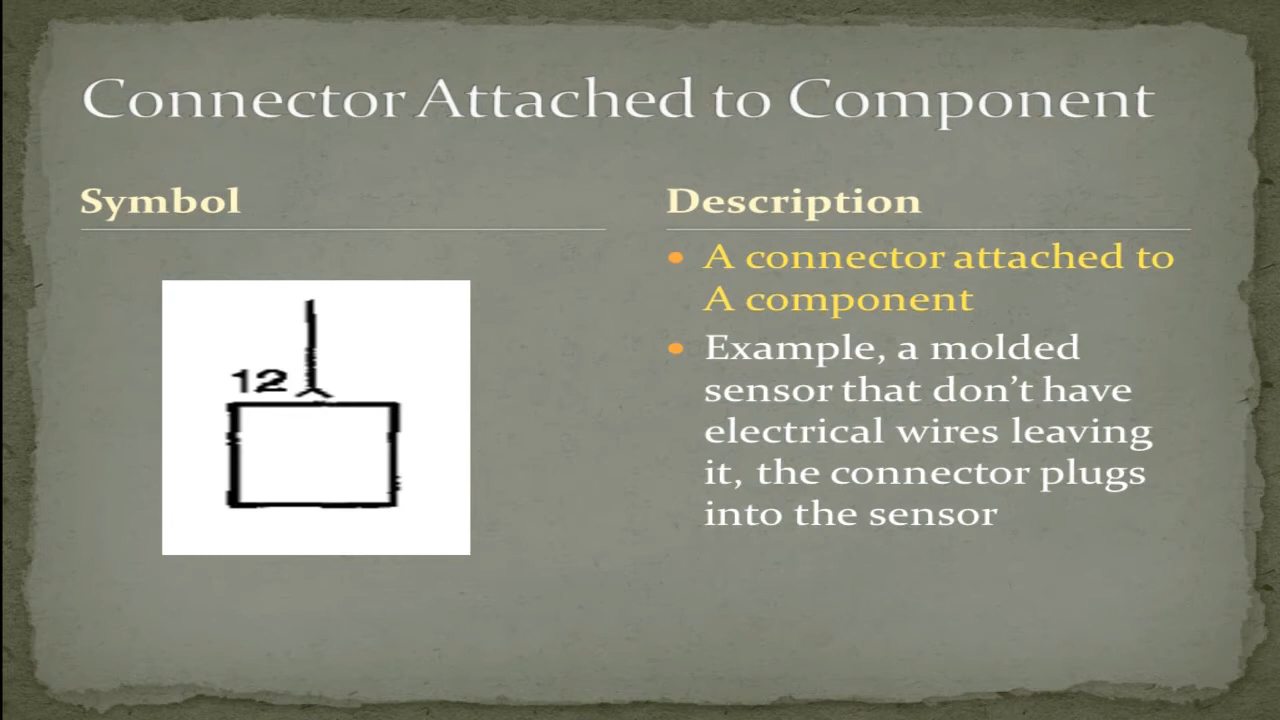 Connector Attached to Component
Symbol
12
Description
• A connector attached to
A component
• Example, a molded
sensor that don't have
electrical wires leaving
it, the connector plugs
into the sensor